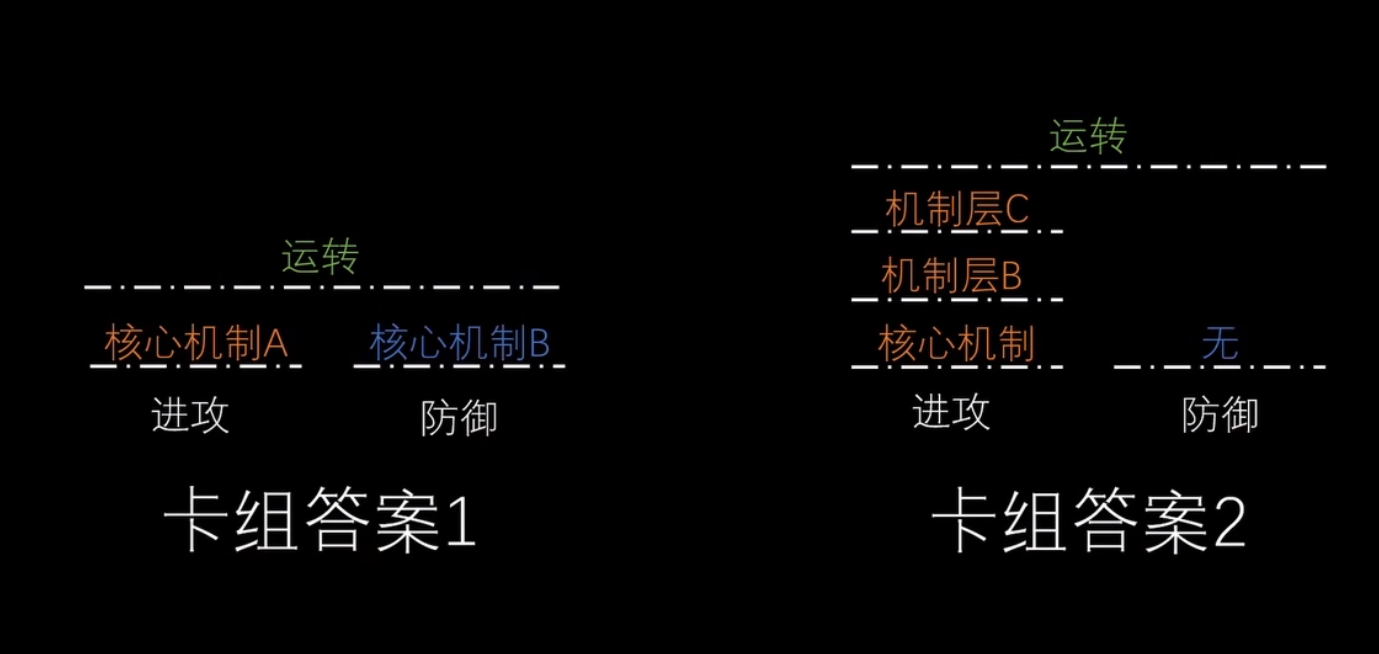 运转
核心机制A 核心机制B
进攻 防御
卡组答案1
运转
机制层C
机制层B
核心机制 无
进攻 防御
卡组答案2